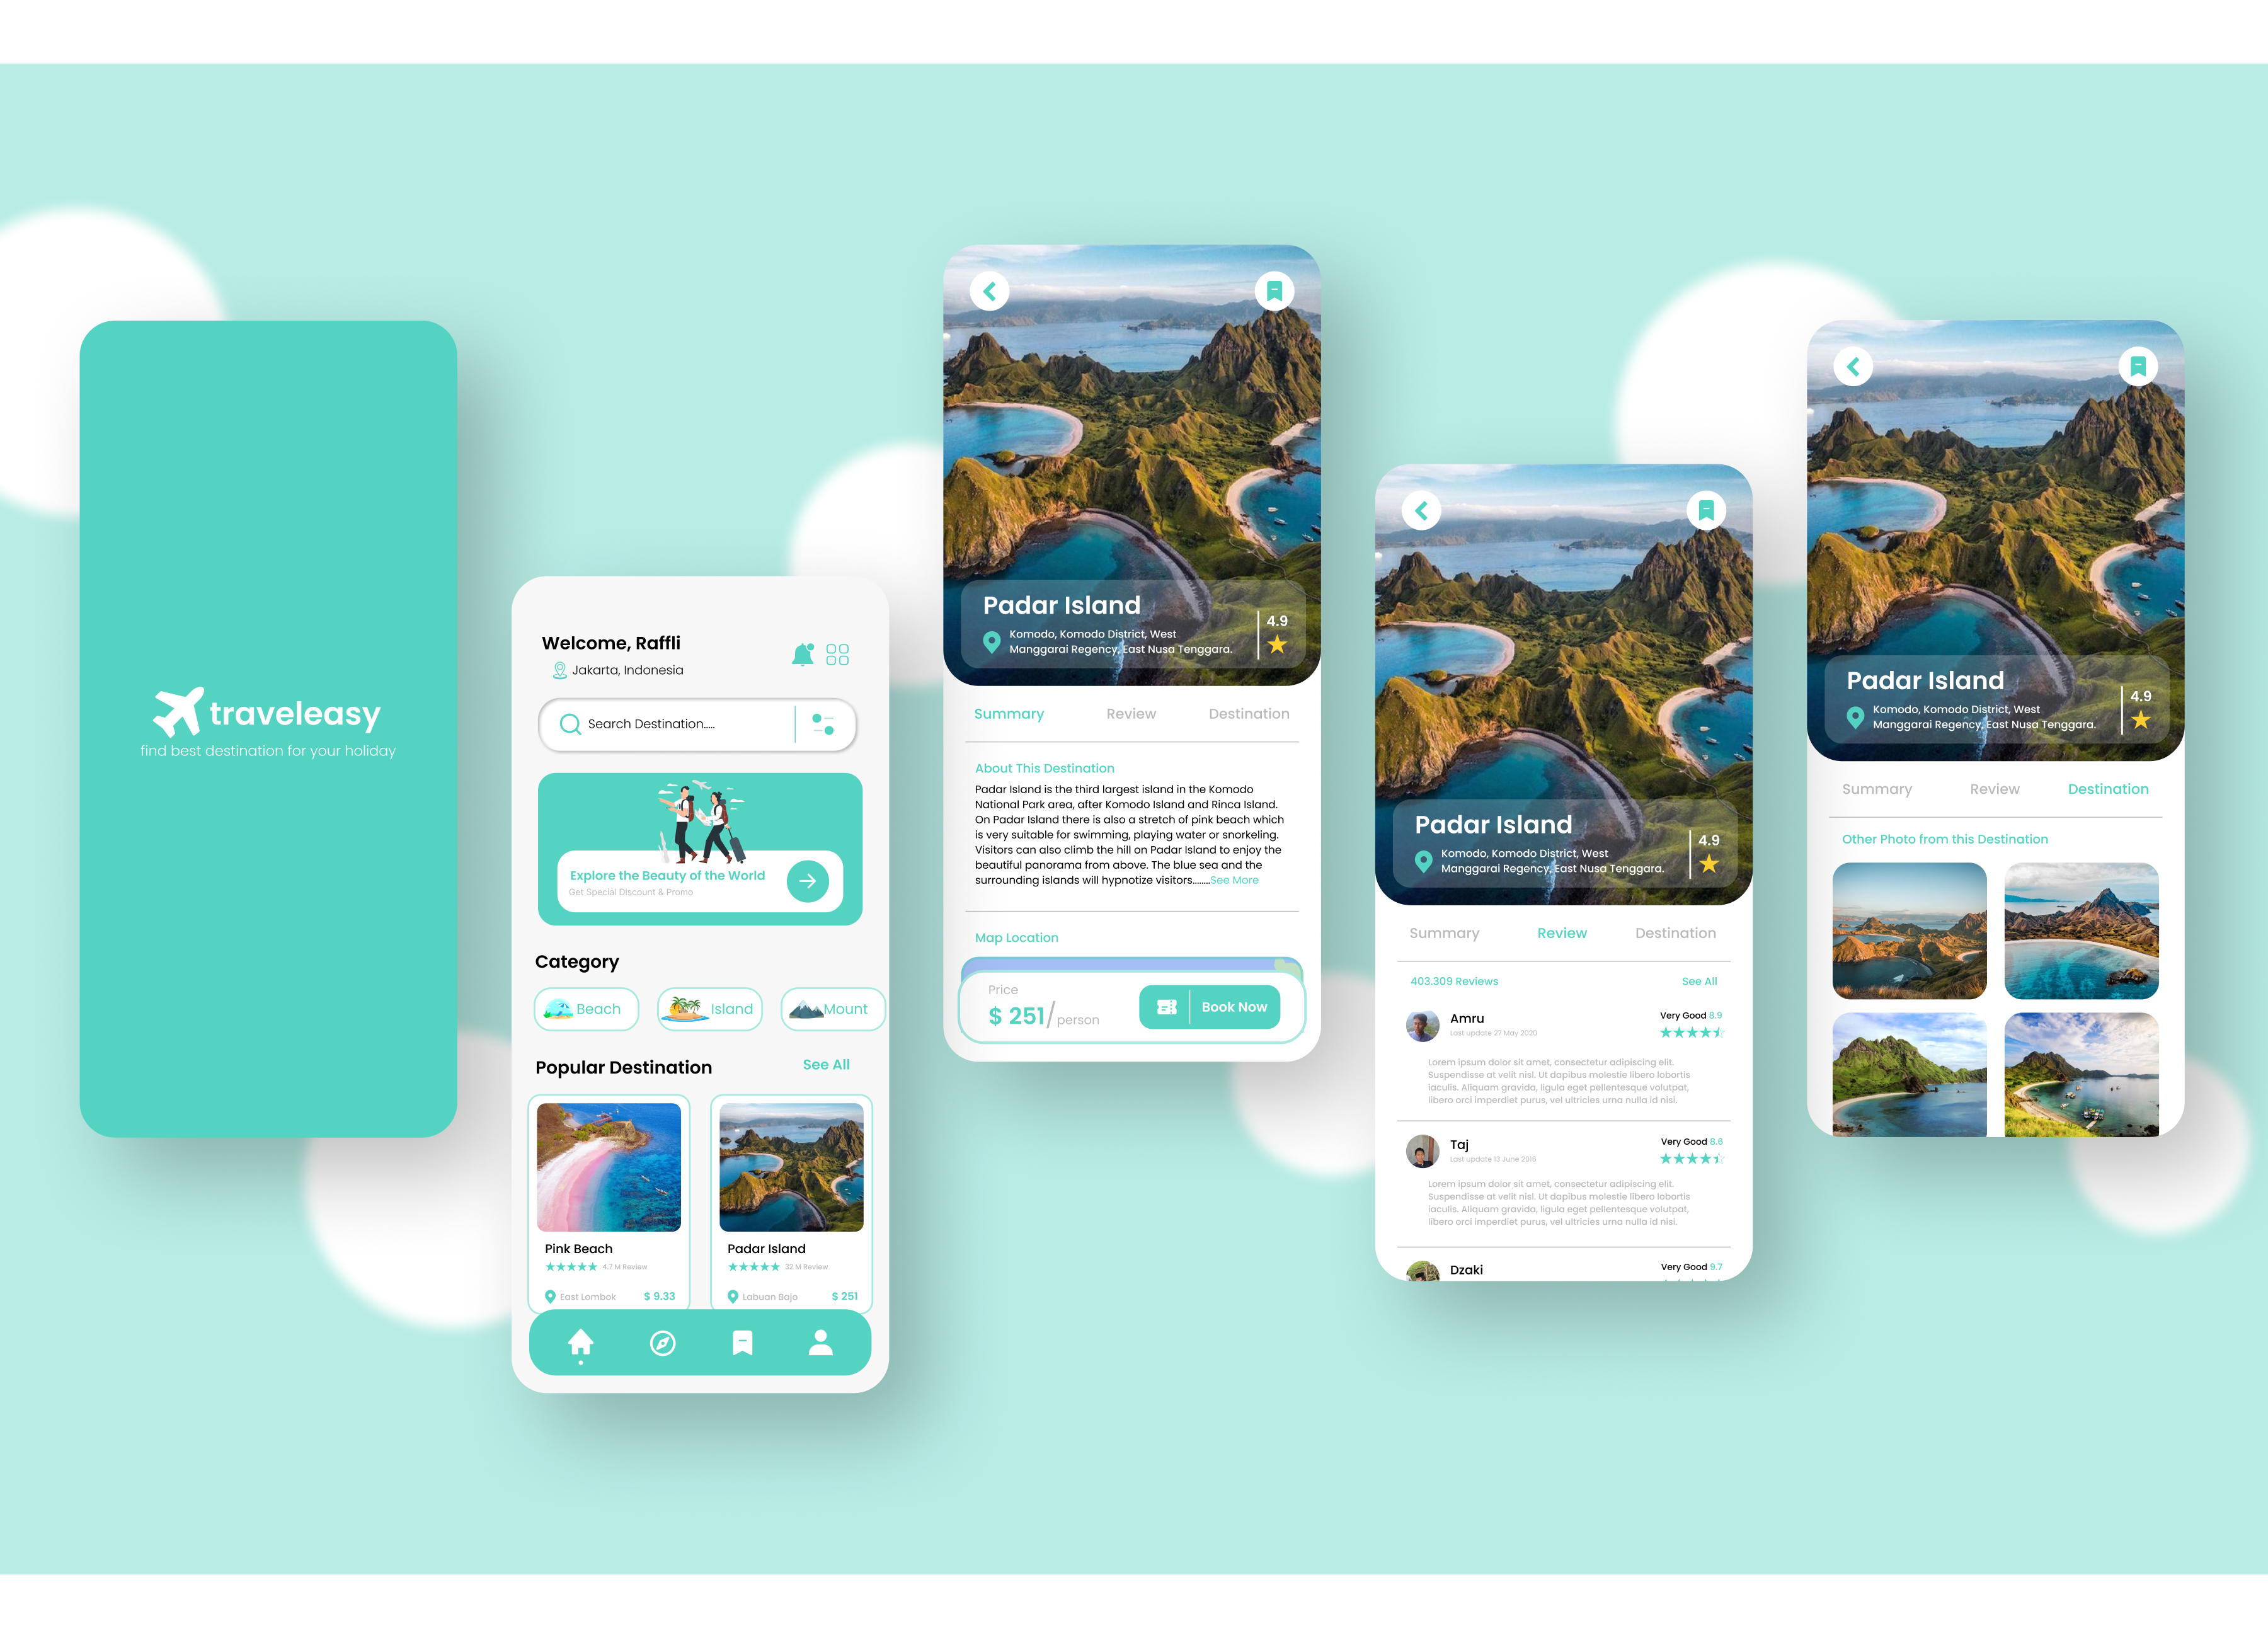 traveleasy
find best destination for your holiday
Welcome, Raffli
Jakarta, Indonesia
Search Destination.....
Explore the Beauty of the World
Get Special Discount & Promo
Category
Beach
Island
Mount
Popular Destination
See All
Pink Beach
4.7 M Review
East Lombok
$ 9.33
Padar Island
32 M Review
Labuan Bajo
$ 251
Padar Island
Komodo, Komodo District, West
Manggarai Regency, East Nusa Tenggara.
4.9
Summary
Review
Destination
About This Destination
Padar Island is the third largest island in the Komodo
National Park area, after Komodo Island and Rinca Island.
On Padar Island there is also a stretch of pink beach which
is very suitable for swimming, playing water or snorkeling.
Visitors can also climb the hill on Padar Island to enjoy the
beautiful panorama from above. The blue sea and the
surrounding islands will hypnotize visitors........See More
Map Location
Price
$ 251/person
Book Now
Padar Island
Komodo, Komodo District, West
Manggarai Regency, East Nusa Tenggara.
4.9
Summary
Review
Destination
403.309 Reviews
See All
Amru
Last update 27 May 2020
Very Good 8.9
Lorem ipsum dolor sit amet, consectetur adipiscing elit.
Suspendisse at velit nisl. Ut dapibus molestie libero lobortis
iaculis. Aliquam gravida, ligula eget pellentesque volutpat,
libero orci imperdiet purus, vel ultricies urna nulla id nisi.
Taj
Last update 13 June 2016
Very Good 8.6
Lorem ipsum dolor sit amet, consectetur adipiscing elit.
Suspendisse at velit nisl. Ut dapibus molestie libero lobortis
iaculis. Aliquam gravida, ligula eget pellentesque volutpat,
libero orci imperdiet purus, vel ultricies urna nulla id nisi.
Dzaki
Very Good 9.7
Padar Island
Komodo, Komodo District, West
Manggarai Regency, East Nusa Tenggara.
4.9
Summary
Review
Destination
Other Photo from this Destination